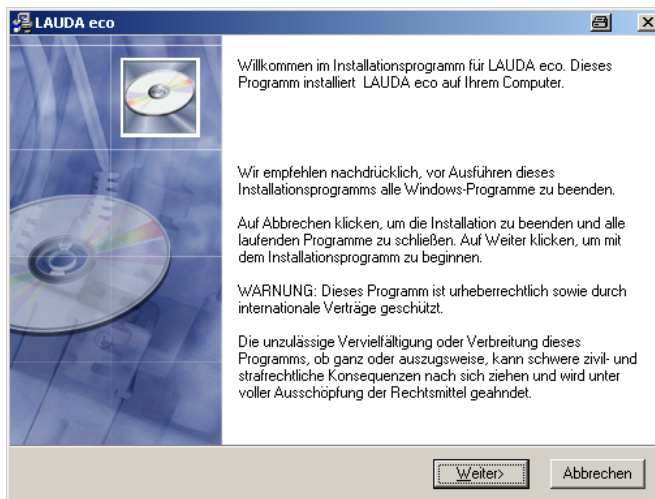 LAUDA eco
Willkommen im Installationsprogramm für LAUDA eco. Dieses
Programm installiert LAUDA eco auf Ihrem Computer.
Wir empfehlen nachdrücklich, vor Ausführen dieses
Installationsprogramms alle Windows-Programme zu beenden.
Auf Abbrechen klicken, um die Installation zu beenden und alle
laufenden Programme zu schließen. Auf Weiter klicken, um mit
dem Installationsprogramm zu beginnen.
WARNUNG: Dieses Programm ist urheberrechtlich sowie durch
internationale Verträge geschützt.
Die unzulässige Vervielfältigung oder Verbreitung dieses
Programms, ob ganz oder auszugsweise, kann schwere zivil- und
strafrechtliche Konsequenzen nach sich ziehen und wird unter
voller Ausschöpfung der Rechtsmittel geahndet.
Weiter>
Abbrechen